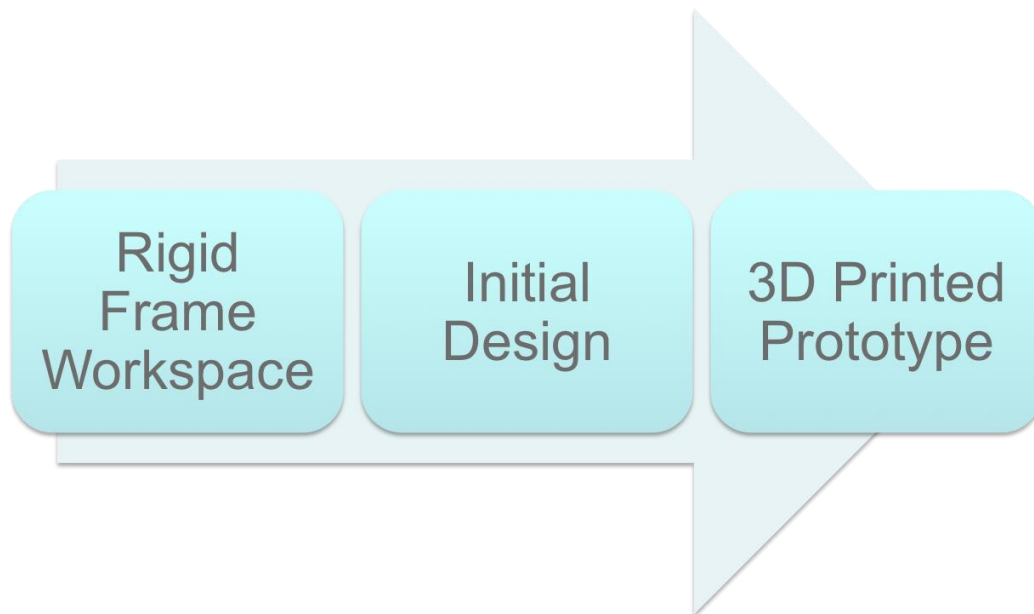 Rigid
Frame
Workspace
Initial
Design
3D Printed
Prototype